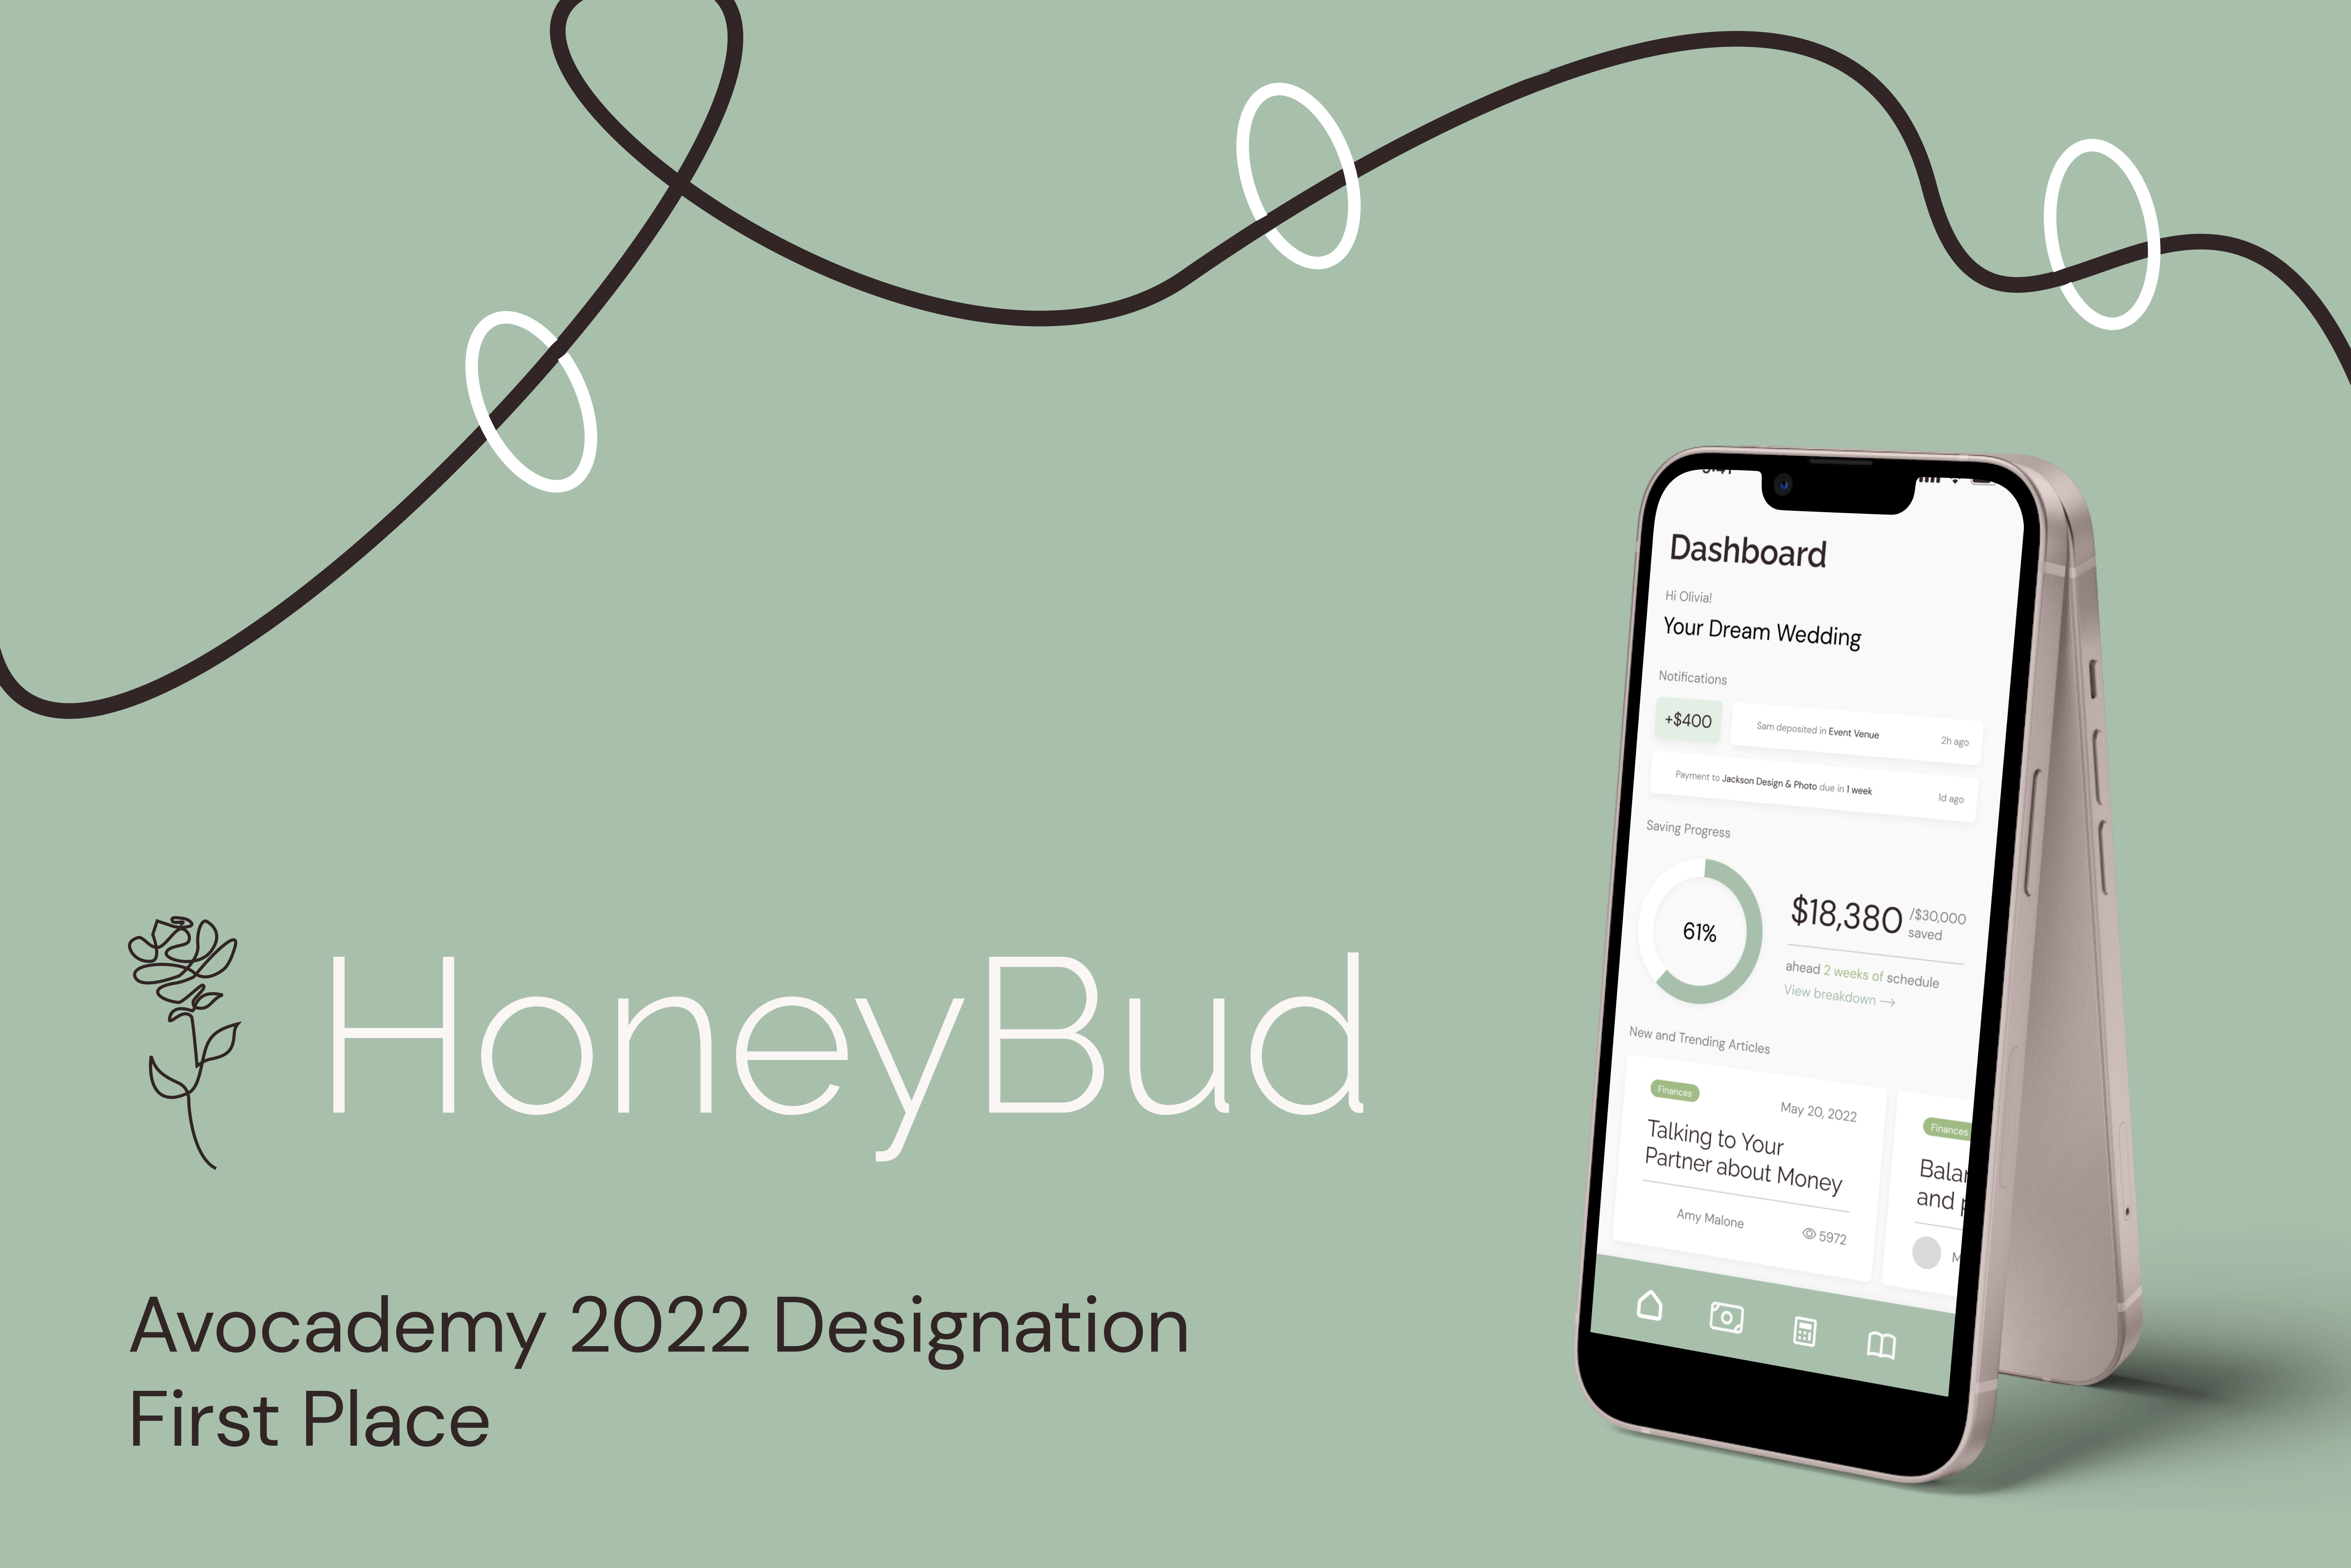 HoneyBud
Avocademy 2022 Designation
First Place
Dashboard
Hi Olivia!
Your Dream Wedding
Notifications
+$400
Sam deposited in Event Venue
2h ago
Payment to Jackson Design & Photo due in 1 week
1d ago
Saving Progress
61%
$18,380
/$30,000
saved
ahead 2 weeks of schedule
View breakdown →
New and Trending Articles
Finances
May 20, 2022
Talking to Your
Partner about Money
Amy Malone
5972
Finances
and